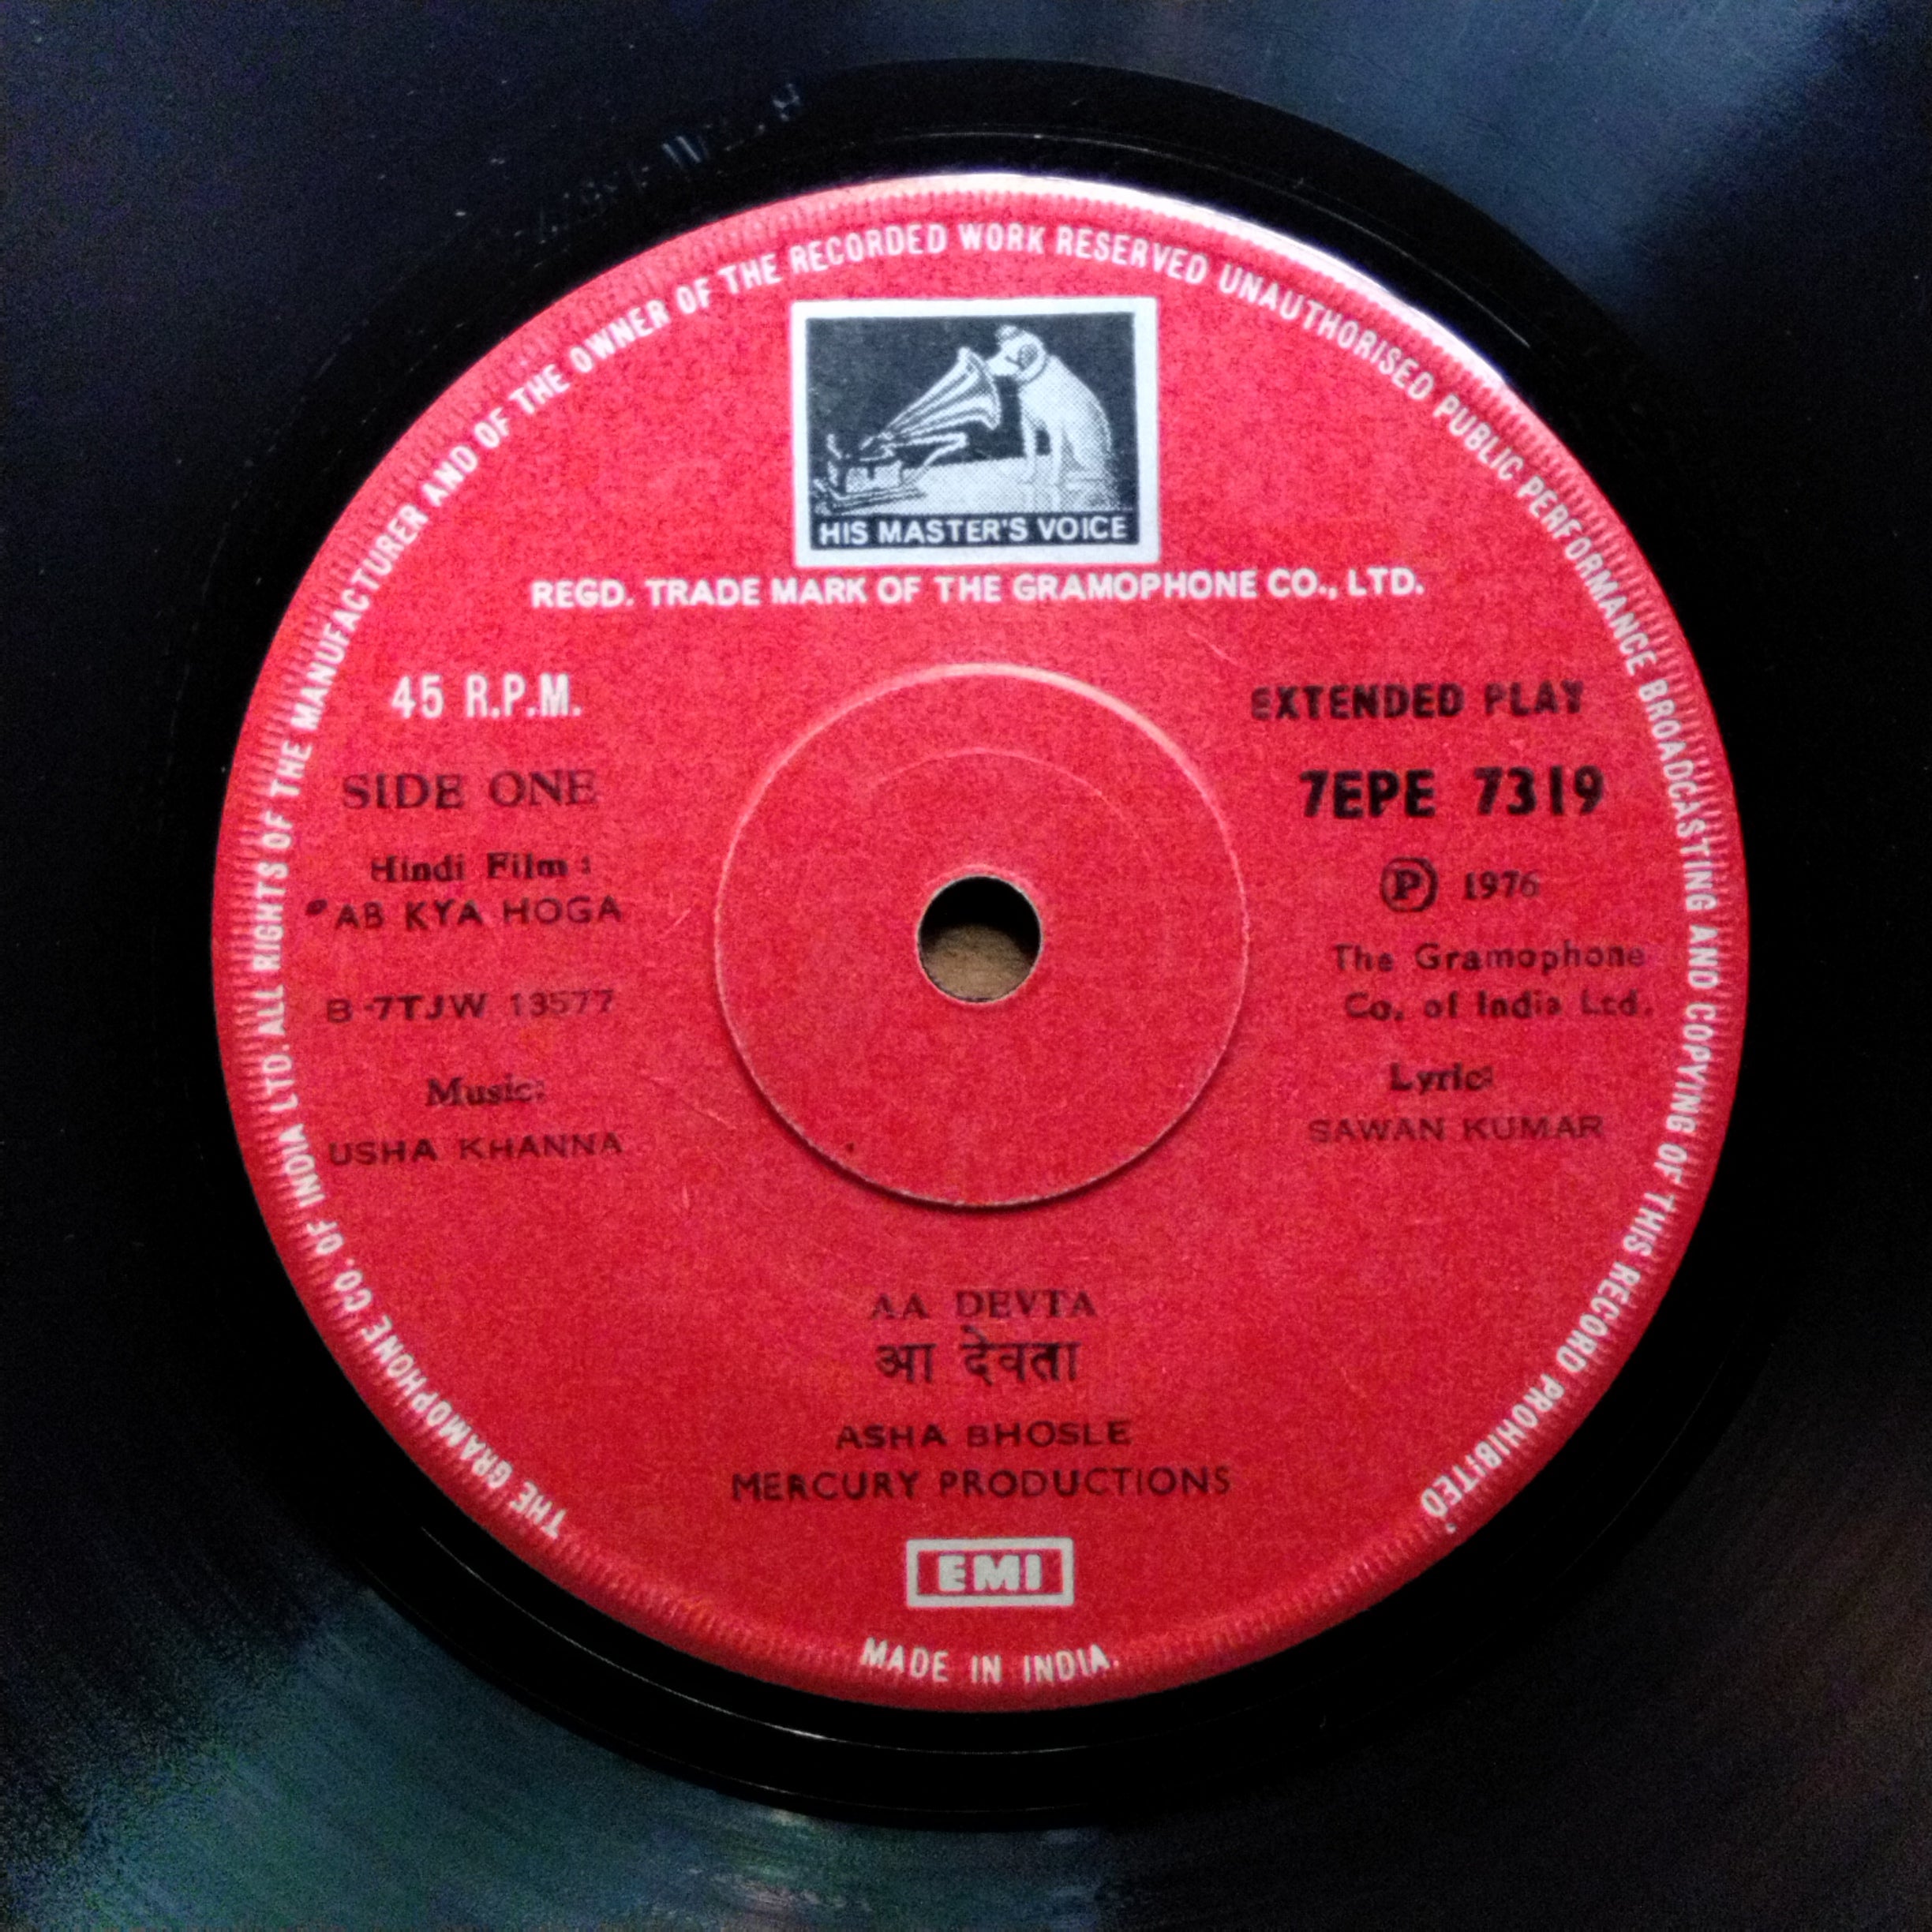 THE GRAMOPHONE CO. OF INDIA LTD. ALL RIGHTS OF THE MANUFACTURER AND OF THE OWNER OF THE RECORDED WORK RESERVED UNAUTHORISED PUBLIC PERFORMANCE BROADCASTING AND COPYING OF THIS RECORD PROHIBITED
HIS MASTER'S VOICE
REGD. TRADE MARK OF THE GRAMOPHONE CO., LTD.
45 R.P.M.
SIDE ONE
Hindi Film :
AB KYA HOGA
B-7TJW 13577
Music:
USHA KHANNA
EXTENDED PLAY
7EPE 7319
Ⓟ 1976
The Gramophone
Co. of India Ltd.
Lyric:
SAWAN KUMAR
AA DEVTA
आ देवता
ASHA BHOSLE
MERCURY PRODUCTIONS
EMI
MADE IN INDIA.